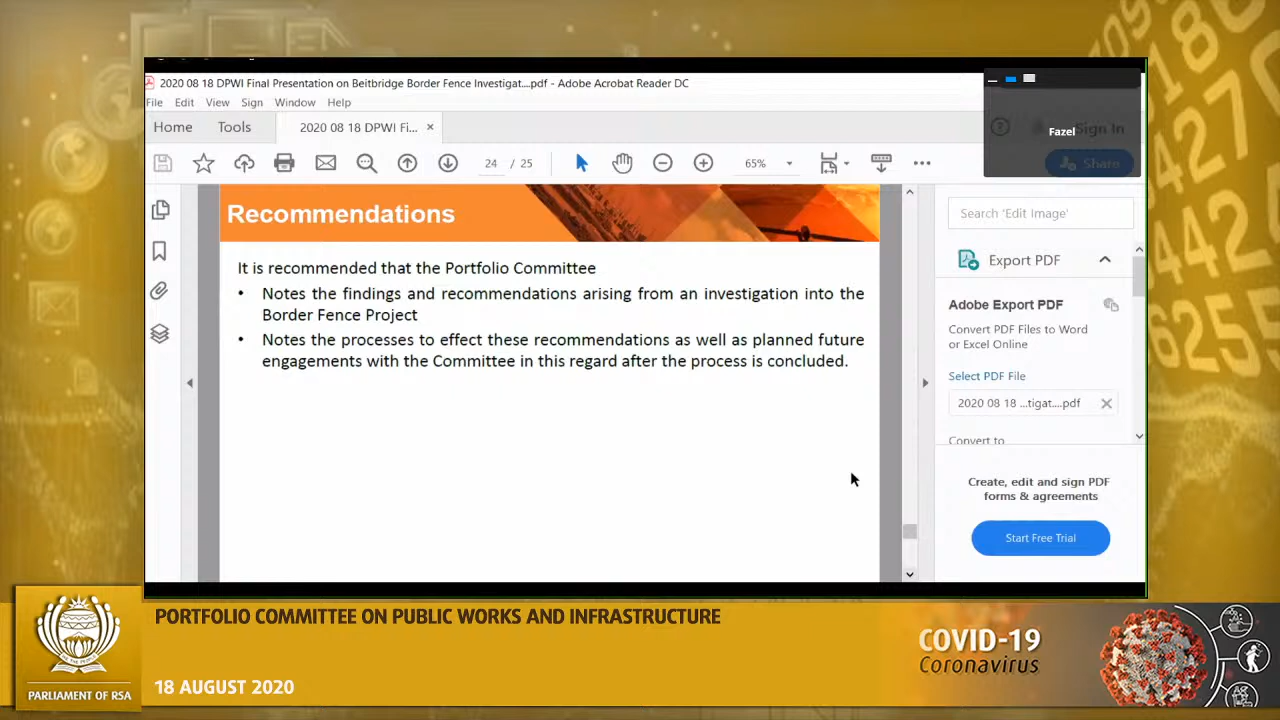 2020 08 18 DPWI Final Presentation on Beitbridge Border Fence Investigat....pdf - Adobe Acrobat Reader DC
File Edit View Sign Window Help
Home Tools 2020 08 18 DPWI Fi... ×
Fazel
Sign In
24 / 25
65%
Share
Recommendations
It is recommended that the Portfolio Committee
• Notes the findings and recommendations arising from an investigation into the
Border Fence Project
• Notes the processes to effect these recommendations as well as planned future
engagements with the Committee in this regard after the process is concluded.
Search 'Edit Image'
Export PDF
Adobe Export PDF
Convert PDF Files to Word
or Excel Online
Select PDF File
2020 08 18 ...tigat....pdf
Convert to
Create, edit and sign PDF
forms & agreements
Start Free Trial
PORTFOLIO COMMITTEE ON PUBLIC WORKS AND INFRASTRUCTURE
18 AUGUST 2020
PARLIAMENT OF RSA
COVID-19
Coronavirus